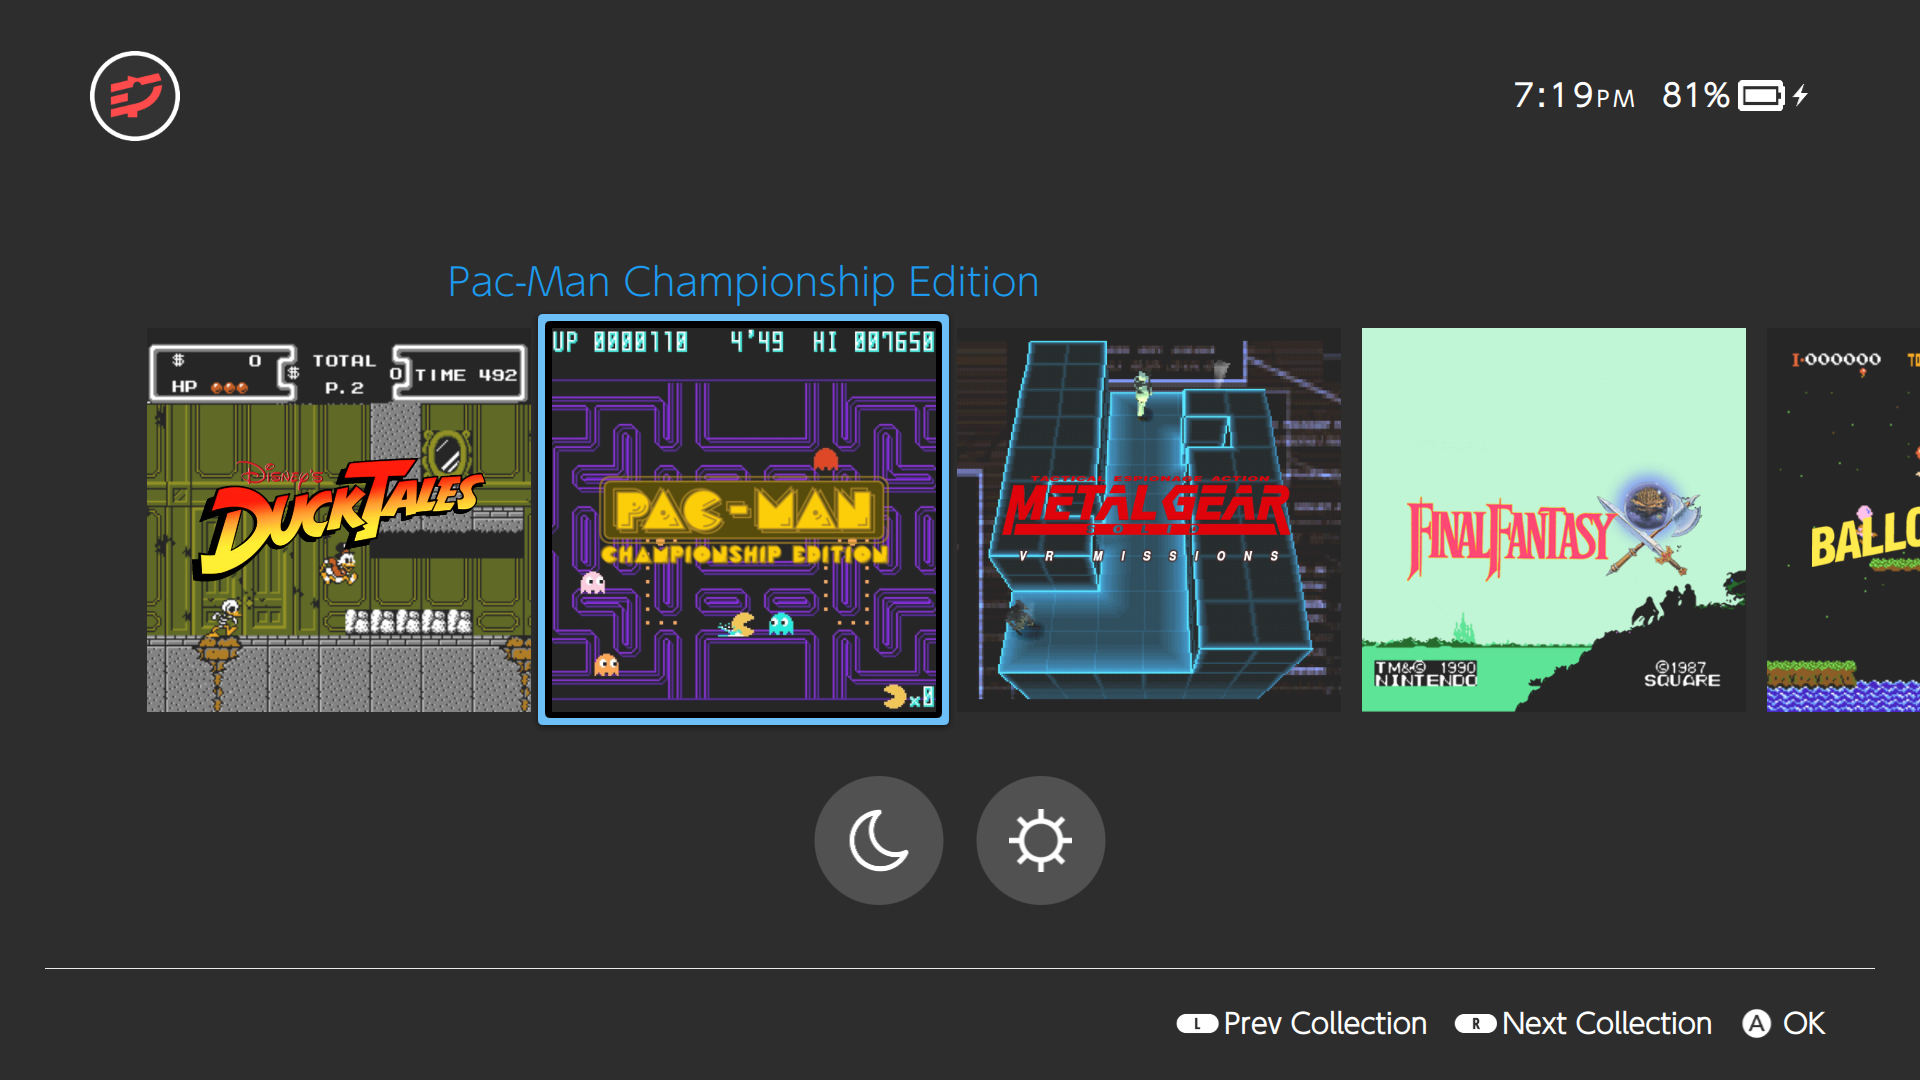 7:19PM 81%
Pac-Man Championship Edition
$ 0
HP
$
TOTAL
P.2
0
TIME 492
Disney's
DuckTales
UP 0000110 4'49 HI 007650
PAC-MAN
CHAMPIONSHIP EDITION
x0
TACTICAL ESPIONAGE ACTION
METAL GEAR
SOLID
VR MISSIONS
FINAL FANTASY
TM&© 1990
NINTENDO
©1987
SQUARE
I-000000 TO
BALLO
L Prev Collection R Next Collection A OK